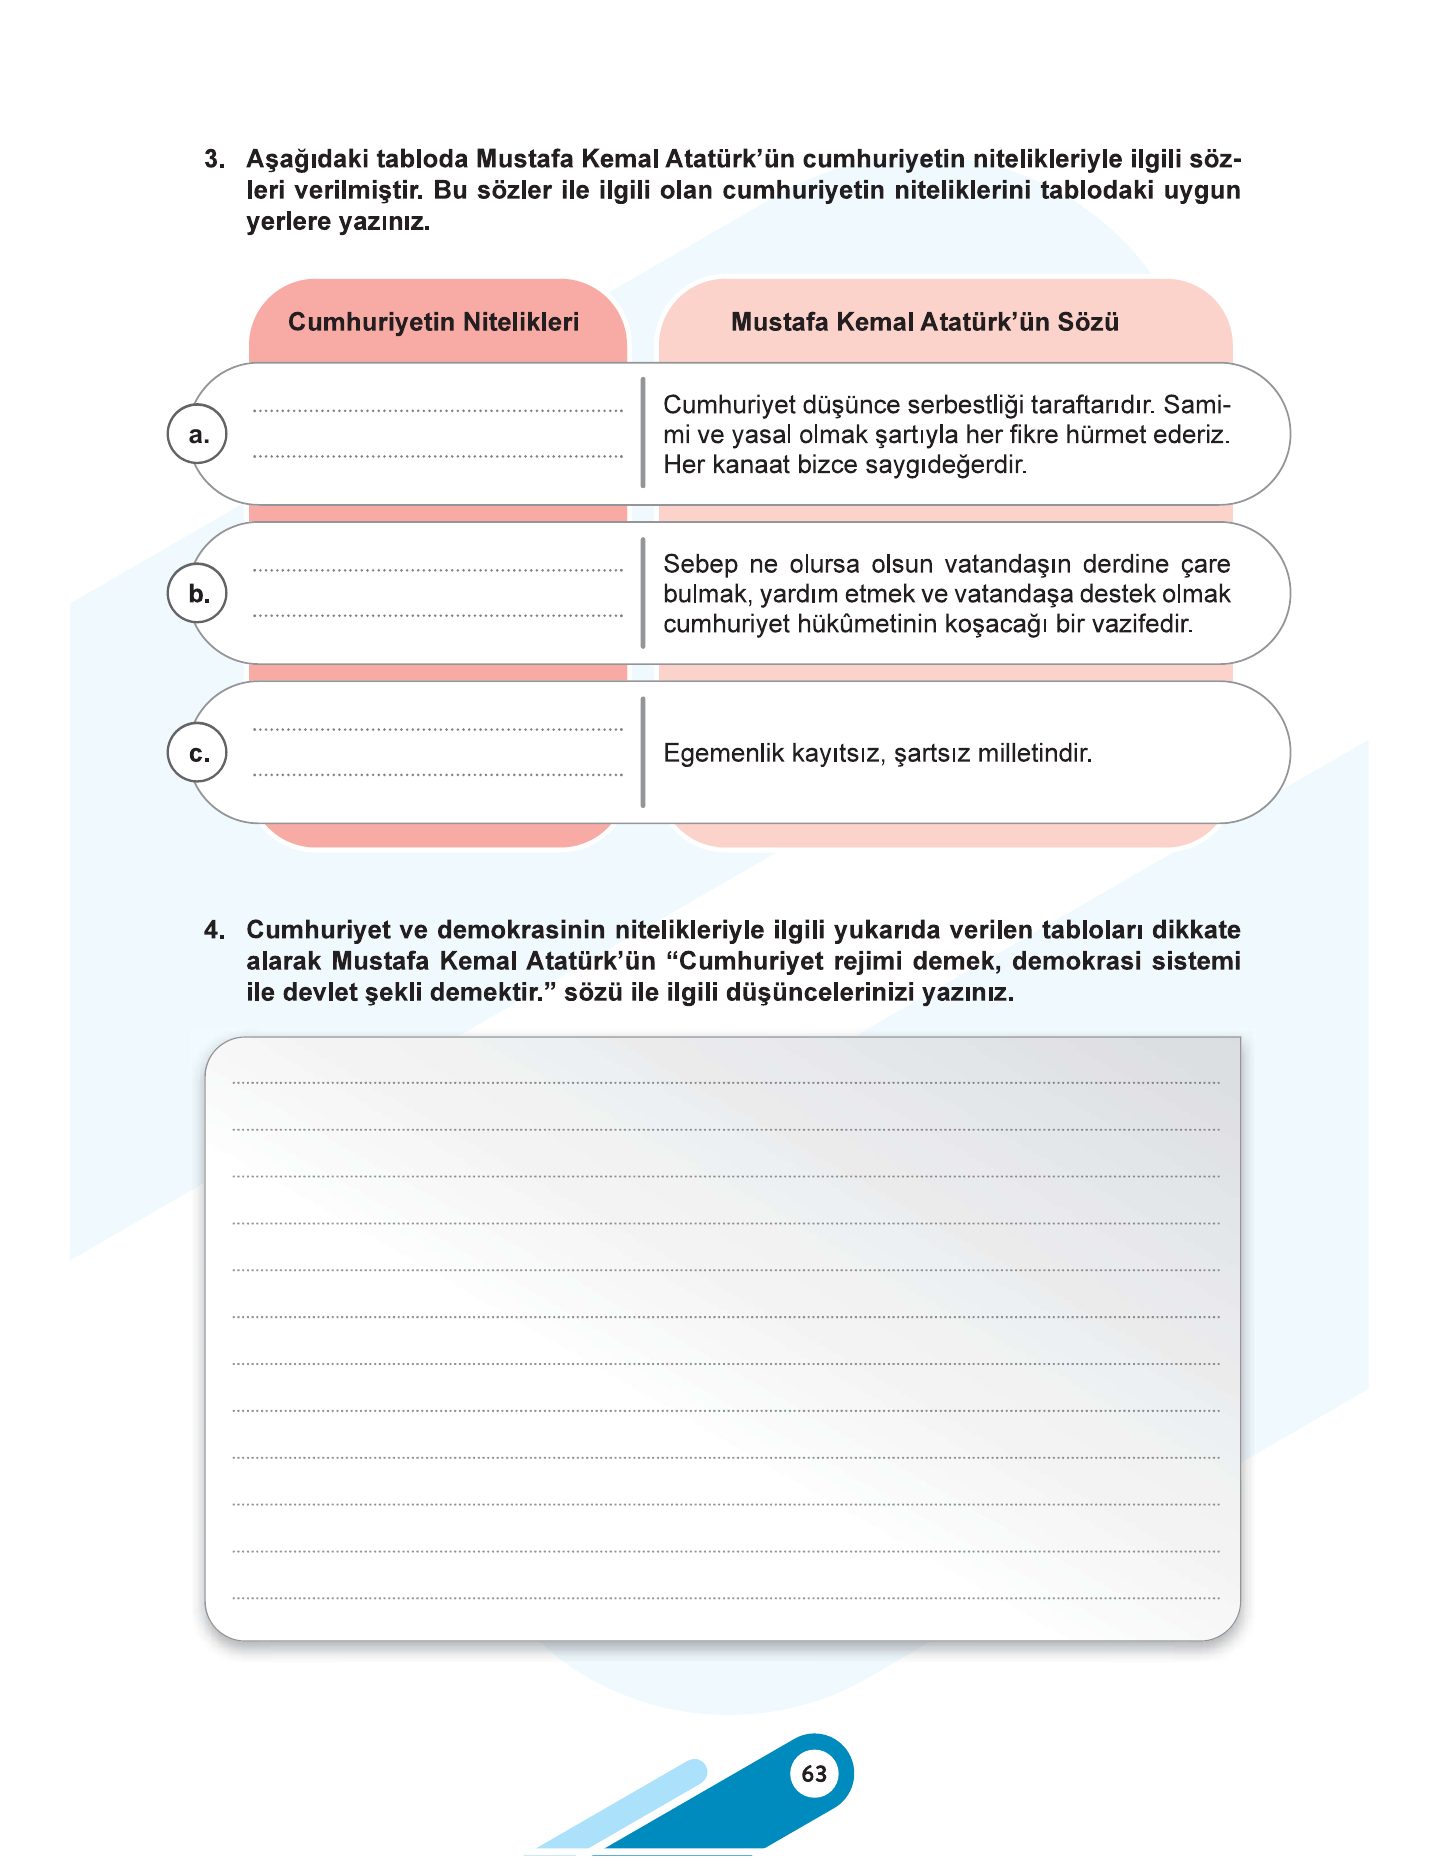 3. Aşağıdaki tabloda Mustafa Kemal Atatürk’ün cumhuriyetin nitelikleriyle ilgili söz-
leri verilmiştir. Bu sözler ile ilgili olan cumhuriyetin niteliklerini tablodaki uygun
yerlere yazınız.
Cumhuriyetin Nitelikleri
Mustafa Kemal Atatürk’ün Sözü
a.
Cumhuriyet düşünce serbestliği taraftarıdır. Sami-
mi ve yasal olmak şartıyla her fikre hürmet ederiz.
Her kanaat bizce saygıdeğerdir.
b.
Sebep ne olursa olsun vatandaşın derdine çare
bulmak, yardım etmek ve vatandaşa destek olmak
cumhuriyet hükûmetinin koşacağı bir vazifedir.
c.
Egemenlik kayıtsız, şartsız milletindir.
4. Cumhuriyet ve demokrasinin nitelikleriyle ilgili yukarıda verilen tabloları dikkate
alarak Mustafa Kemal Atatürk’ün “Cumhuriyet rejimi demek, demokrasi sistemi
ile devlet şekli demektir.” sözü ile ilgili düşüncelerinizi yazınız.
63